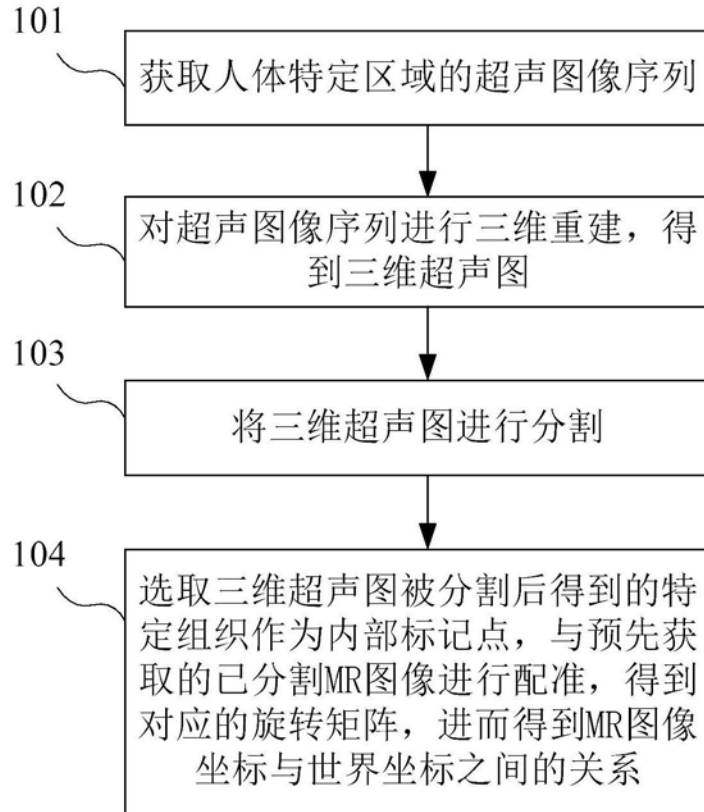 101
获取人体特定区域的超声图像序列
102
对超声图像序列进行三维重建，得
到三维超声图
103
将三维超声图进行分割
104
选取三维超声图被分割后得到的特
定组织作为内部标记点，与预先获
取的已分割MR图像进行配准，得到
对应的旋转矩阵，进而得到MR图像
坐标与世界坐标之间的关系